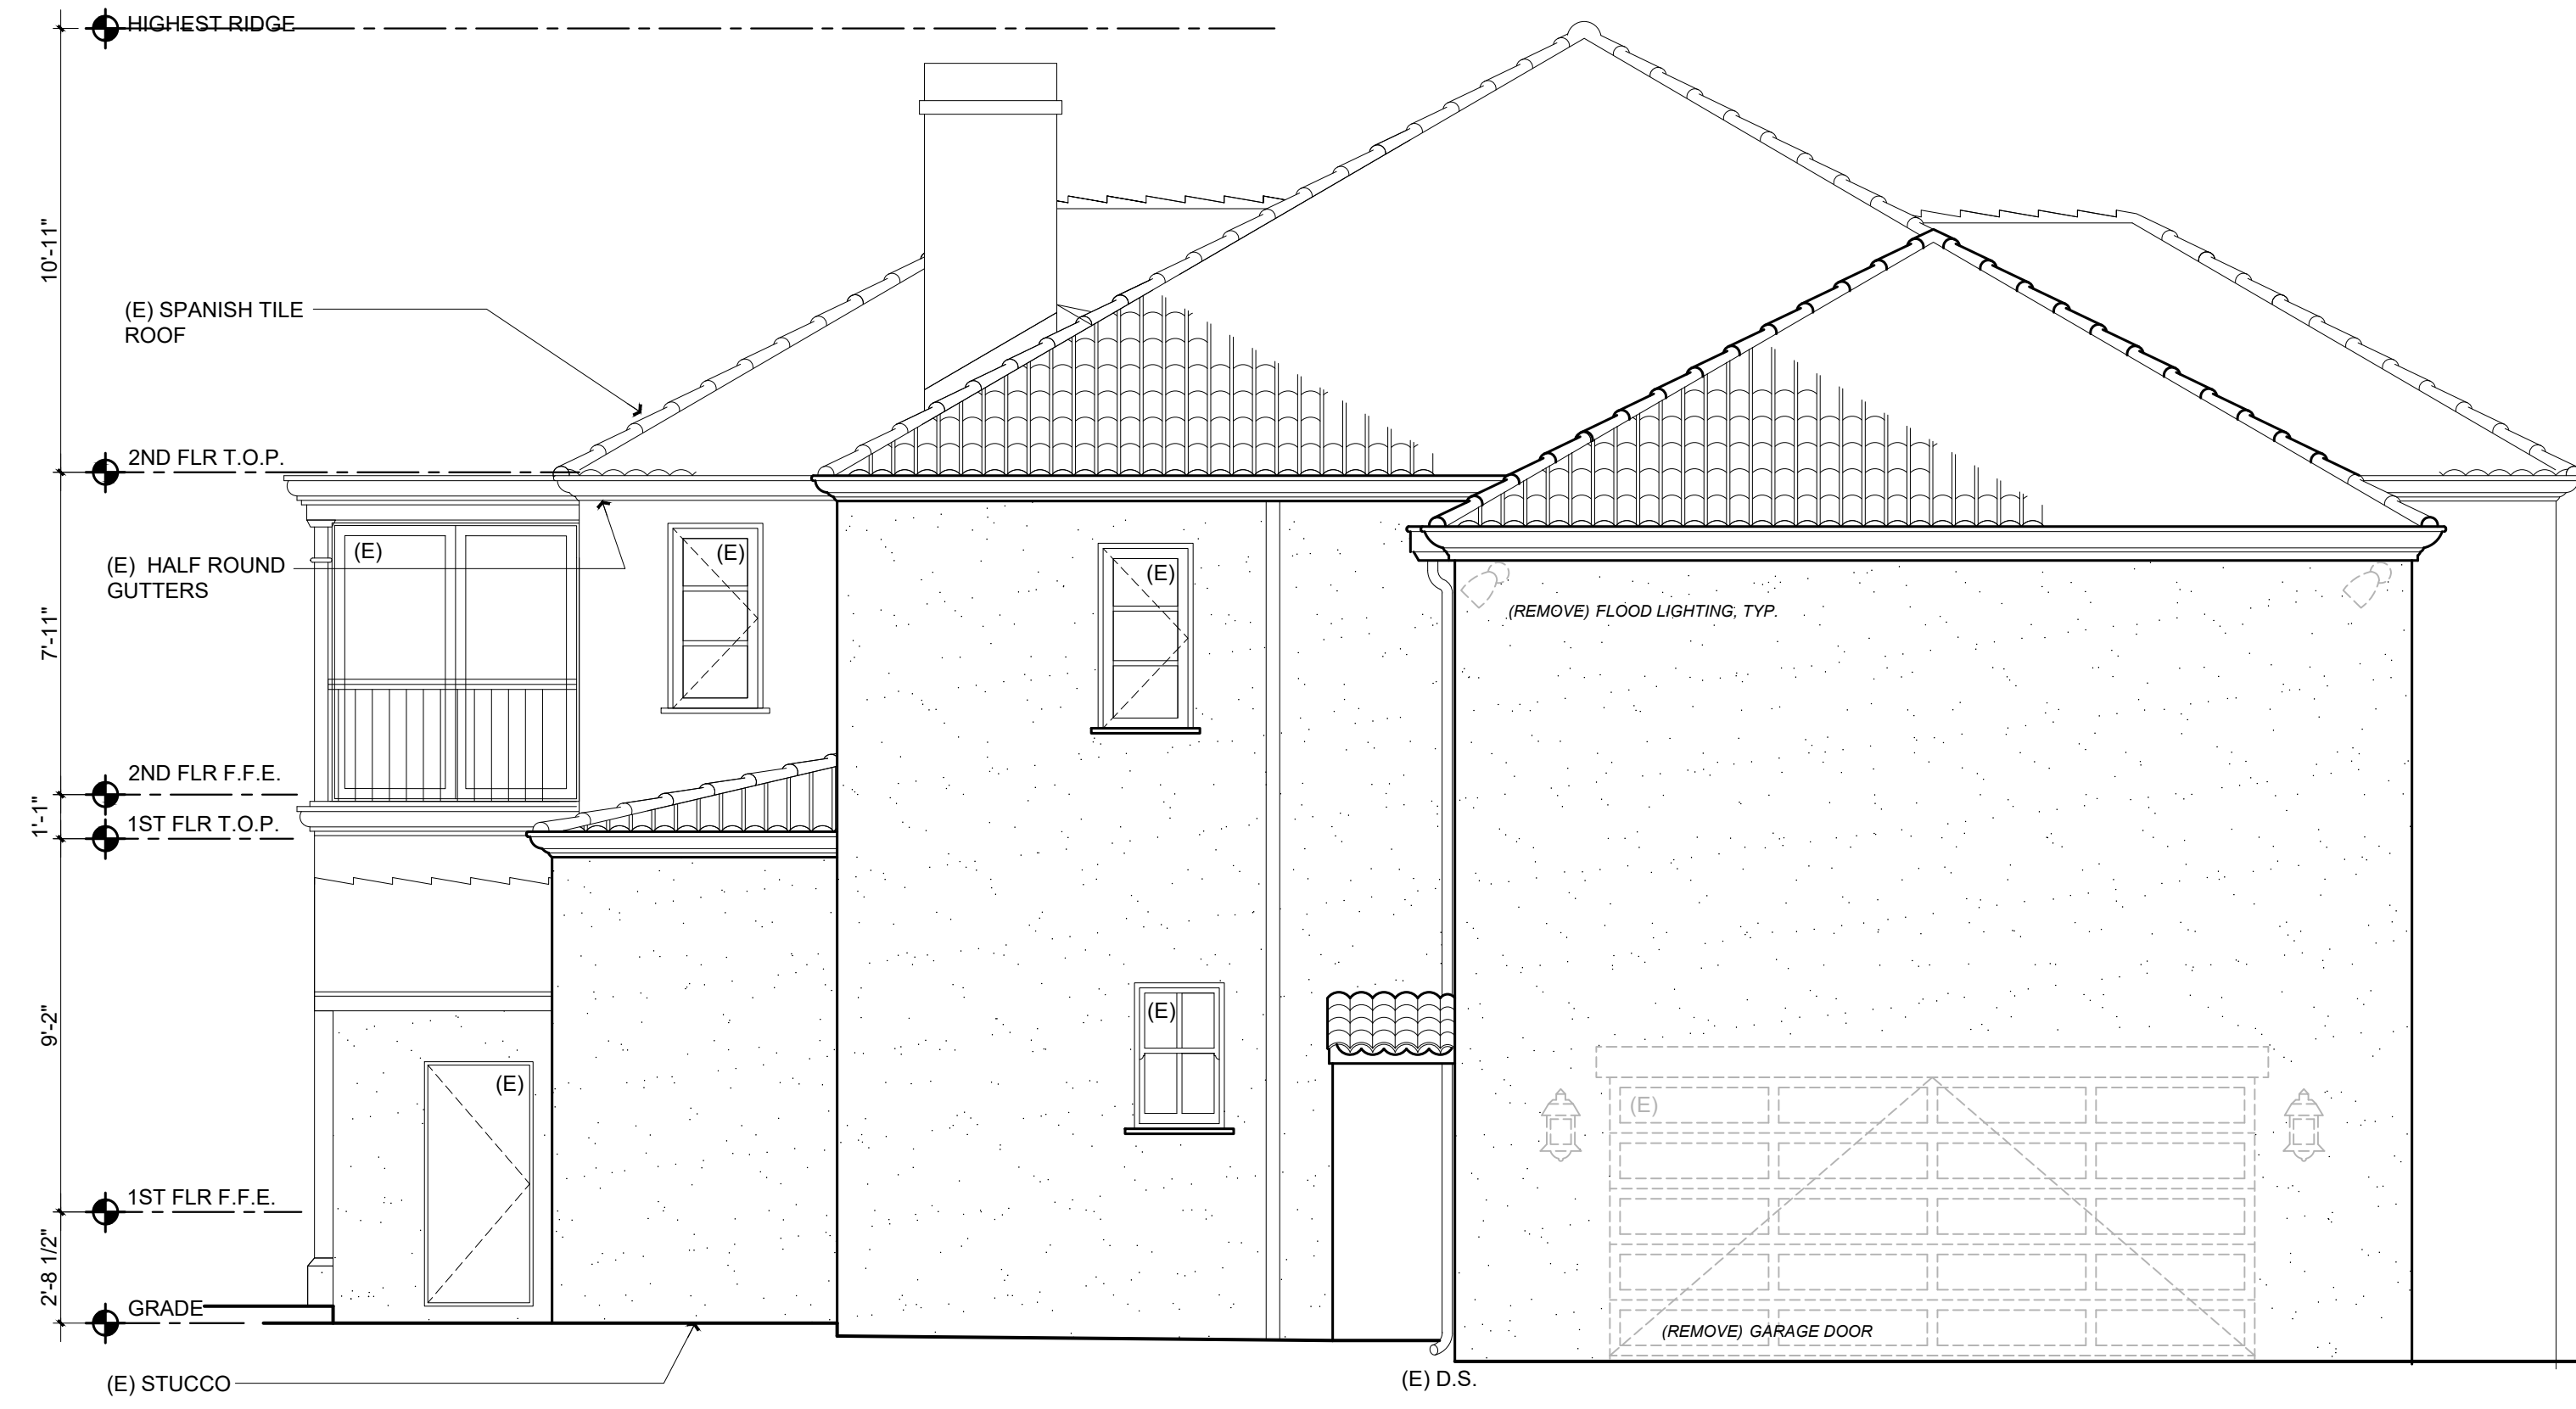 HIGHEST RIDGE
10'-11"
(E) SPANISH TILE
ROOF
2ND FLR T.O.P.
(E)
(E)
(E)
(E) HALF ROUND
GUTTERS
(REMOVE) FLOOD LIGHTING, TYP.
7'-11"
2ND FLR F.F.E.
1'-1"
1ST FLR T.O.P.
9'-2"
(E)
(E)
(E)
1ST FLR F.F.E.
2'-8 1/2"
GRADE
(REMOVE) GARAGE DOOR
(E) STUCCO
(E) D.S.